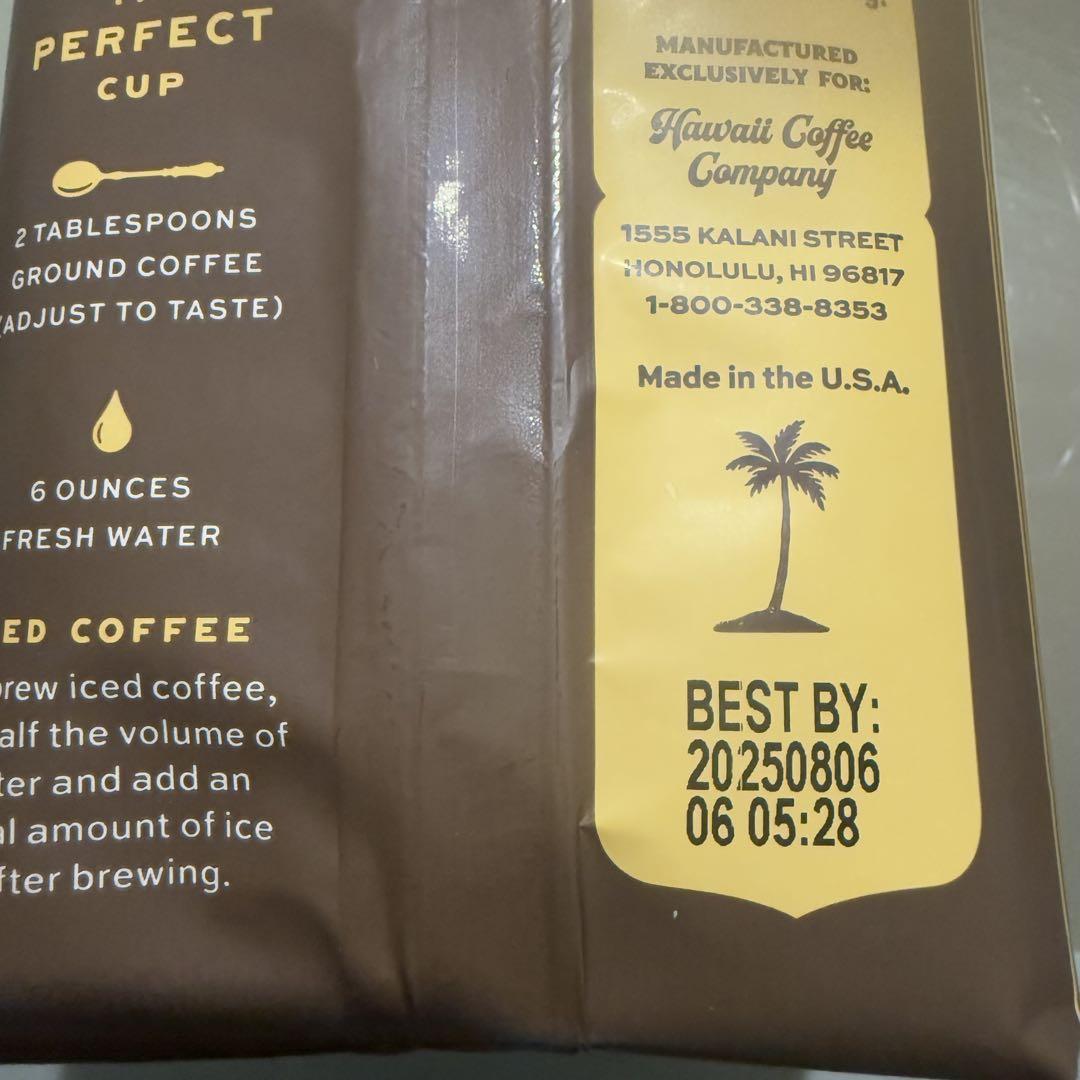 PERFECT
CUP
2 TABLESPOONS
GROUND COFFEE
(ADJUST TO TASTE)
6 OUNCES
FRESH WATER
ED COFFEE
rew iced coffee,
alf the volume of
ter and add an
al amount of ice
fter brewing.
MANUFACTURED
EXCLUSIVELY FOR:
Hawaii Coffee
Company
1555 KALANI STREET
HONOLULU, HI 96817
1-800-338-8353
Made in the U.S.A.
BEST BY:
20250806
06 05:28